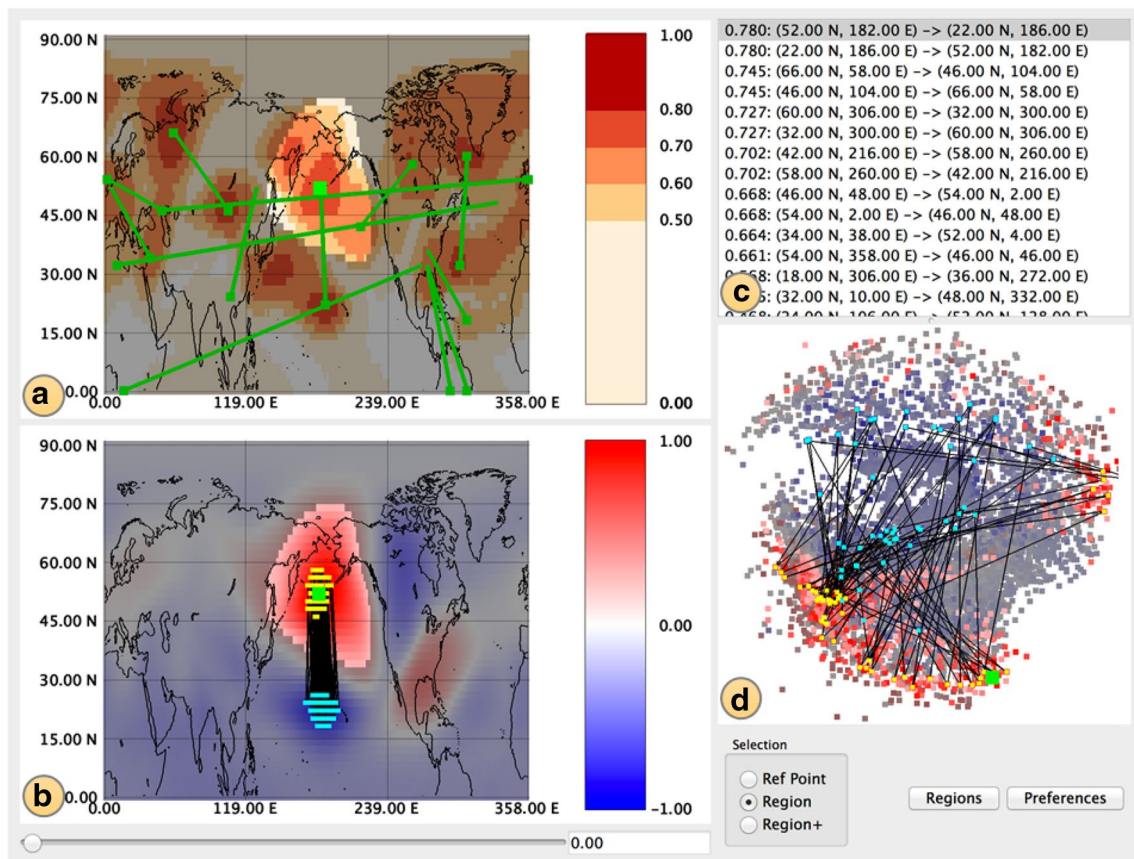 90.00 N
75.00 N
60.00 N
45.00 N
30.00 N
15.00 N
0.00
0.00 119.00 E 239.00 E 358.00 E
a
1.00
0.80
0.70
0.60
0.50
0.00
0.780: (52.00 N, 182.00 E) -> (22.00 N, 186.00 E)
0.780: (22.00 N, 186.00 E) -> (52.00 N, 182.00 E)
0.745: (66.00 N, 58.00 E) -> (46.00 N, 104.00 E)
0.745: (46.00 N, 104.00 E) -> (66.00 N, 58.00 E)
0.727: (60.00 N, 306.00 E) -> (32.00 N, 300.00 E)
0.727: (32.00 N, 300.00 E) -> (60.00 N, 306.00 E)
0.702: (42.00 N, 216.00 E) -> (58.00 N, 260.00 E)
0.702: (58.00 N, 260.00 E) -> (42.00 N, 216.00 E)
0.668: (46.00 N, 48.00 E) -> (54.00 N, 2.00 E)
0.668: (54.00 N, 2.00 E) -> (46.00 N, 48.00 E)
0.664: (34.00 N, 38.00 E) -> (52.00 N, 4.00 E)
0.661: (54.00 N, 358.00 E) -> (46.00 N, 46.00 E)
(18.00 N, 306.00 E) -> (36.00 N, 272.00 E)
(32.00 N, 10.00 E) -> (48.00 N, 332.00 E)
c
90.00 N
75.00 N
60.00 N
45.00 N
30.00 N
15.00 N
0.00
0.00 119.00 E 239.00 E 358.00 E
b
1.00
0.00
-1.00
0.00
d
Selection
Ref Point
Region
Region+
Regions
Preferences